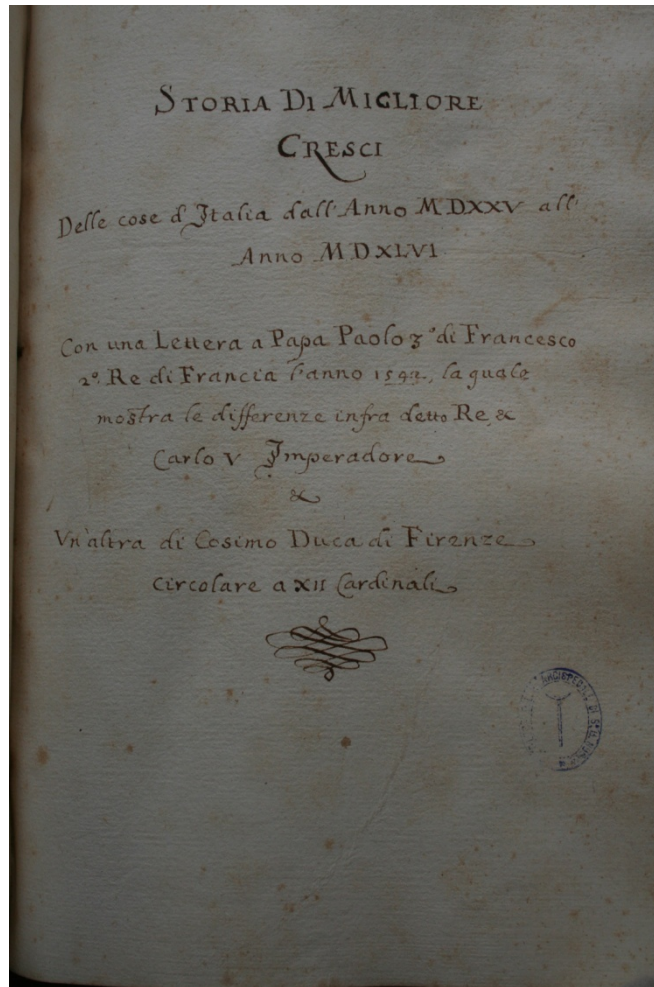 STORIA DI MIGLIORE
CRESCI
Delle cose d'Italia dall'Anno MDXXV all'
Anno MDXLVI
Con una Lettera a Papa Paolo 3° di Francesco
2° Re di Francia l'anno 1542, la quale
mostra le differenze infra detto Re, &
Carlo V Imperadore
&
Vn'altra di Cosimo Duca di Firenze
Circolare a XII Cardinali